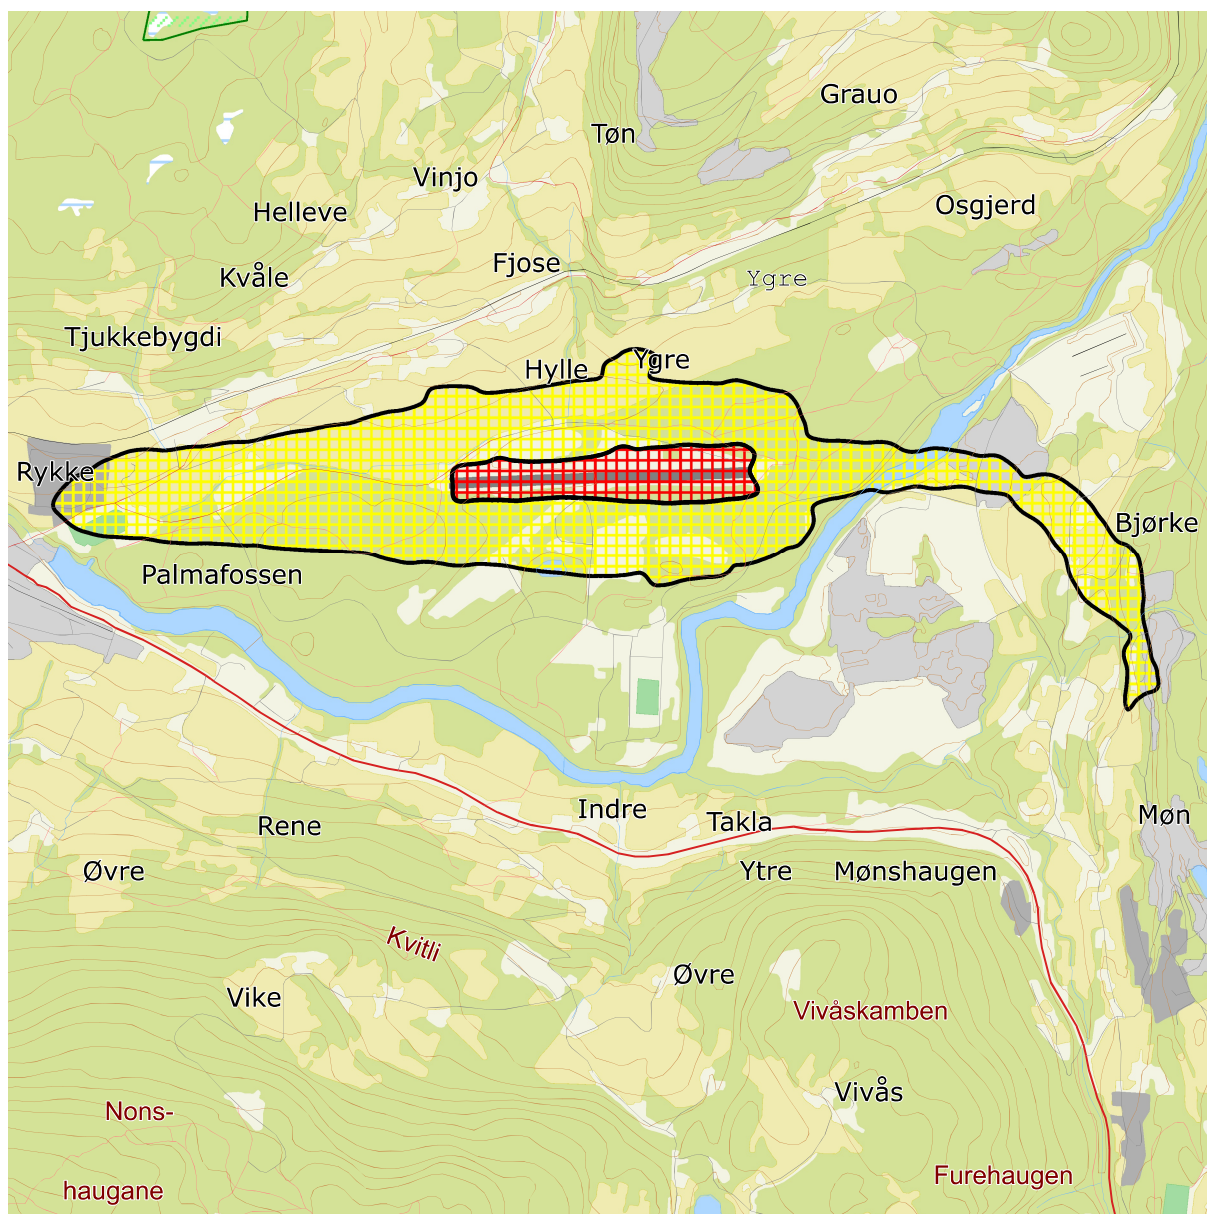 Grauo
Tøn
Vinjo
Osgjerd
Helleve
Fjose
Kvåle
Ygre
Tjukkebygdi
Ygre
Hylle
Rykke
Bjørke
Palmafossen
Indre
Møn
Takla
Rene
Øvre
Ytre
Mønshaugen
Kvitli
Øvre
Vike
Vivåskamben
Vivås
Nons-
Furehaugen
haugane